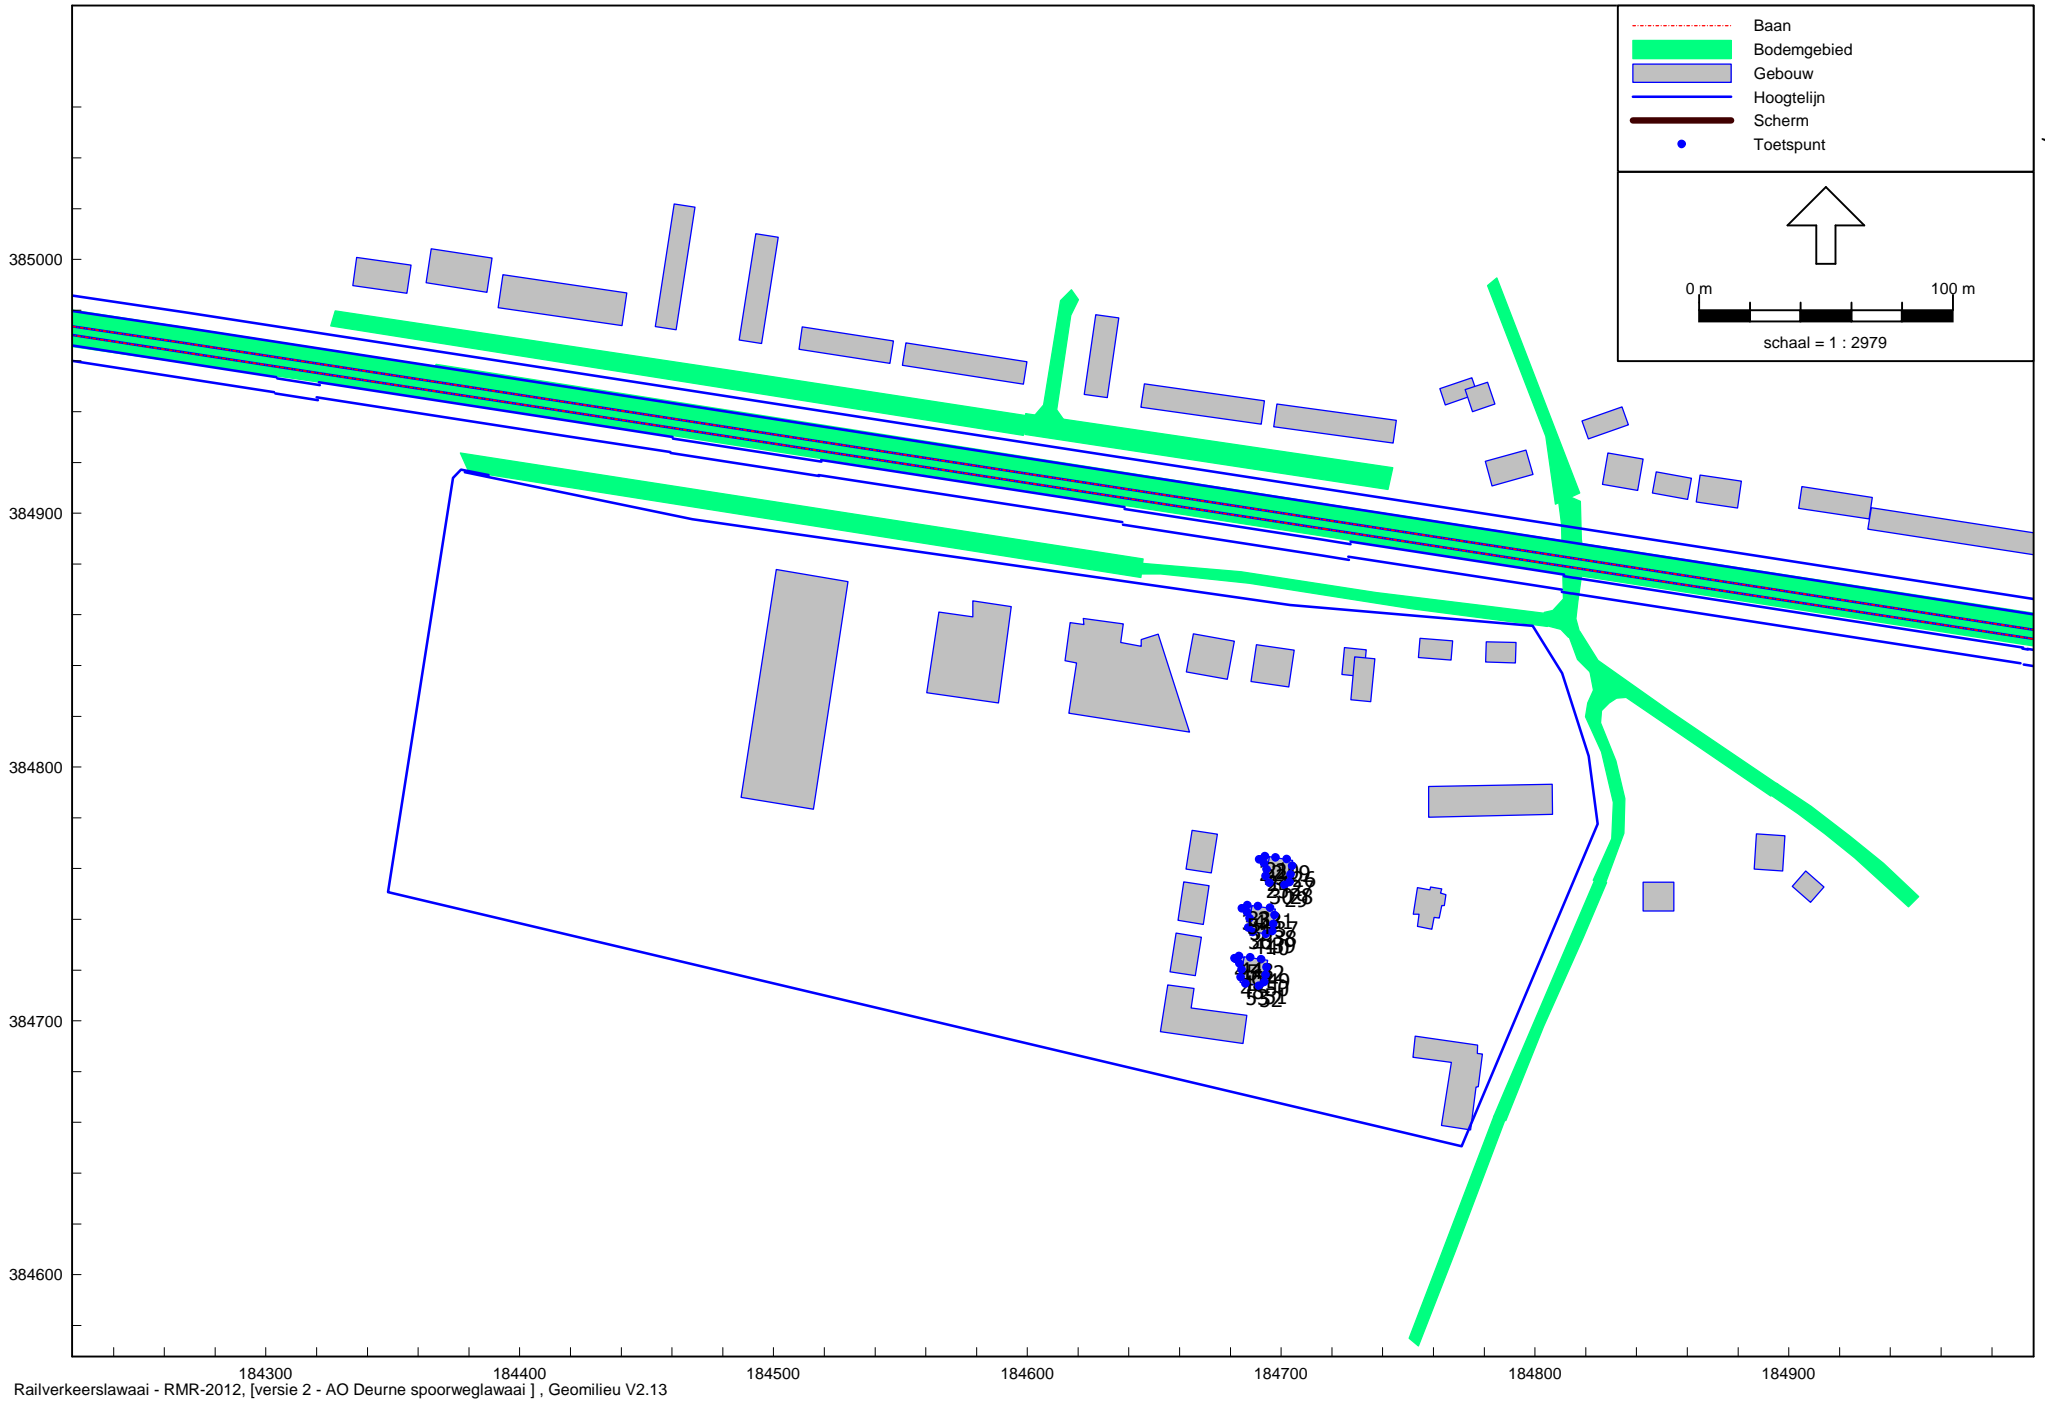 Baan
Bodemgebied
Gebouw
Hoogtelijn
Scherm
Toetspunt
0 m 100 m
schaal = 1 : 2979
385000
384900
384800
384700
384600
184300 184400 184500 184600 184700 184800 184900
Railverkeerslawaai - RMR-2012, [versie 2 - AO Deurne spoorweglawaai ] , Geomilieu V2.13